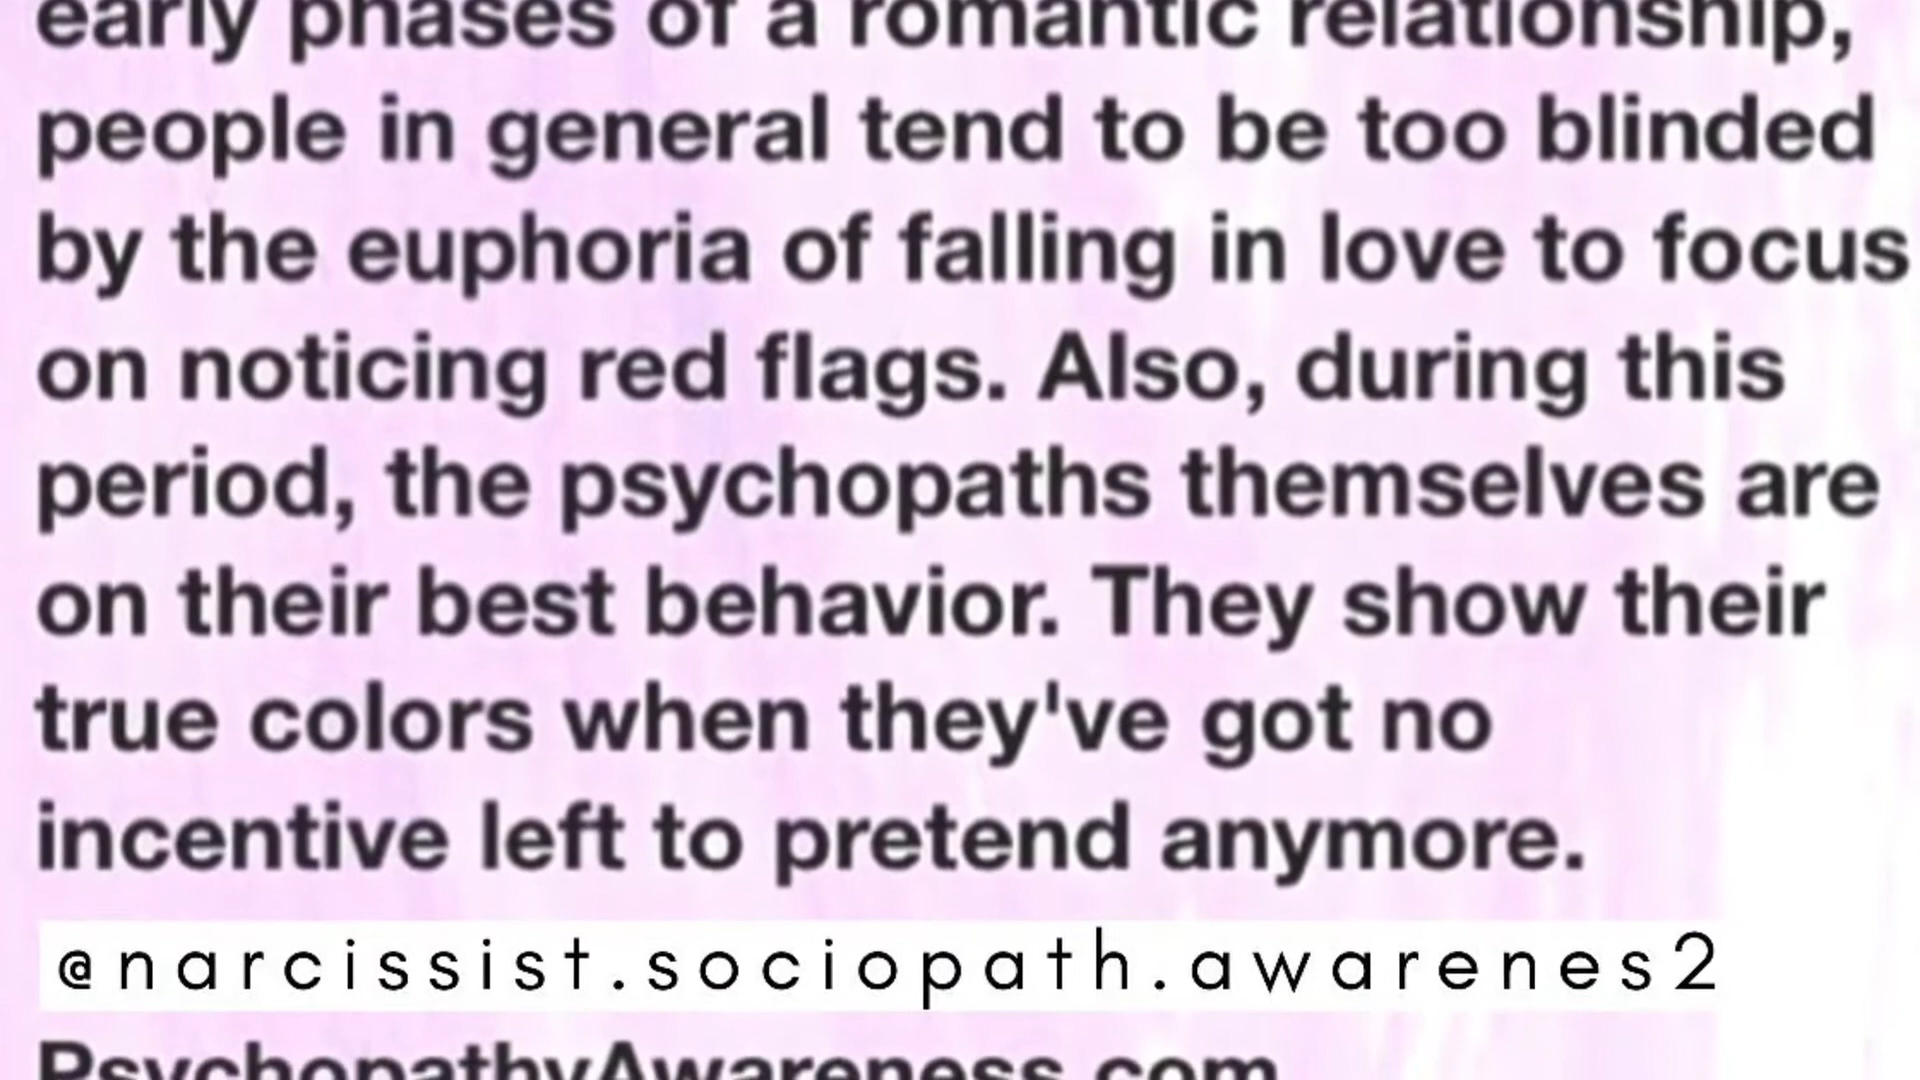 early phases of a romantic relationship,
people in general tend to be too blinded
by the euphoria of falling in love to focus
on noticing red flags. Also, during this
period, the psychopaths themselves are
on their best behavior. They show their
true colors when they've got no
incentive left to pretend anymore.
@narcissist.sociopath.awarenes2
PsychopathyAwareness.com